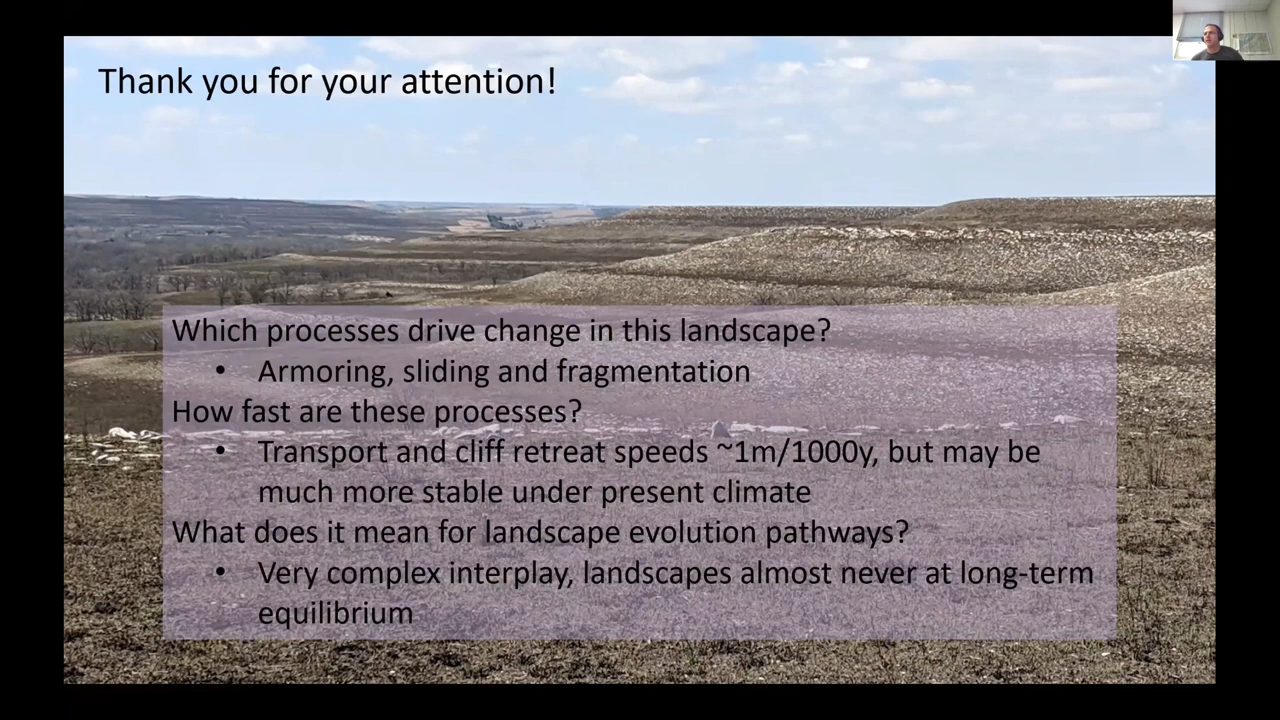 Thank you for your attention!
Which processes drive change in this landscape?
• Armoring, sliding and fragmentation
How fast are these processes?
• Transport and cliff retreat speeds ~1m/1000y, but may be
much more stable under present climate
What does it mean for landscape evolution pathways?
• Very complex interplay, landscapes almost never at long-term
equilibrium